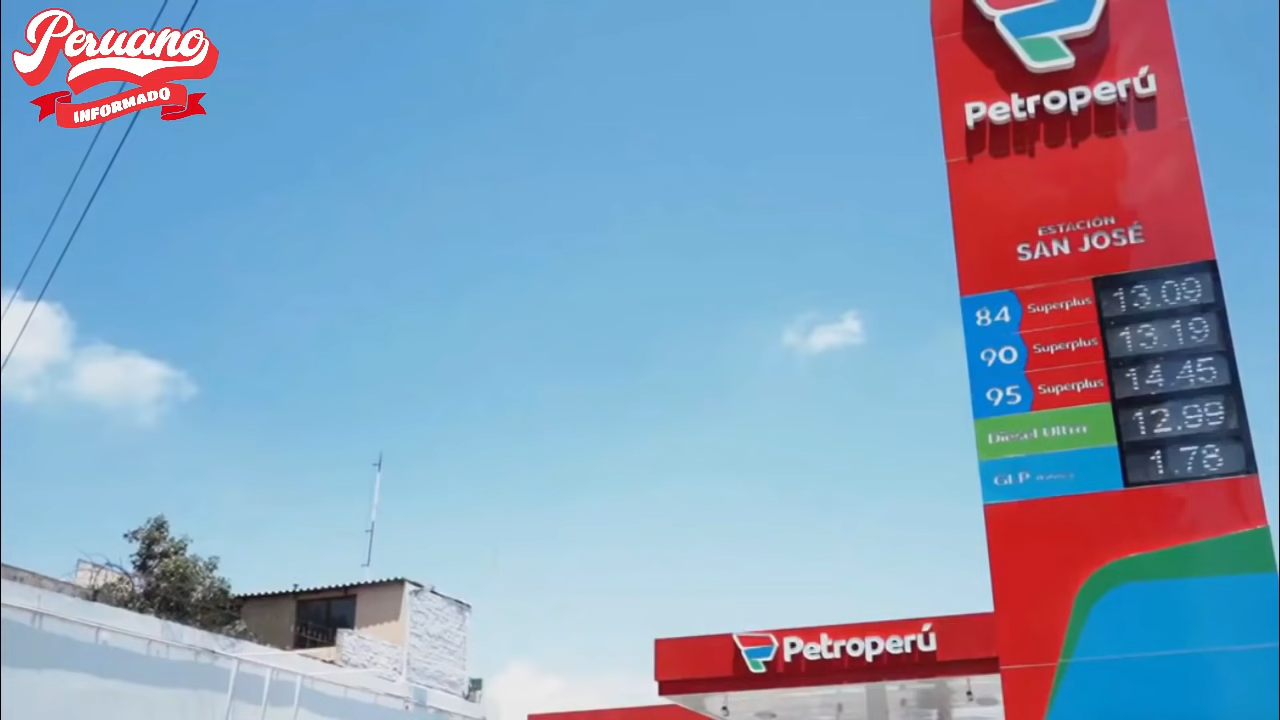 Peruano
INFORMADO
Petroperú
ESTACIÓN
SAN JOSÉ
84 Superplus 13.09
90 Superplus 13.19
95 Superplus 14.45
Diesel Ultra 12.99
GLP 1.78
Petroperú